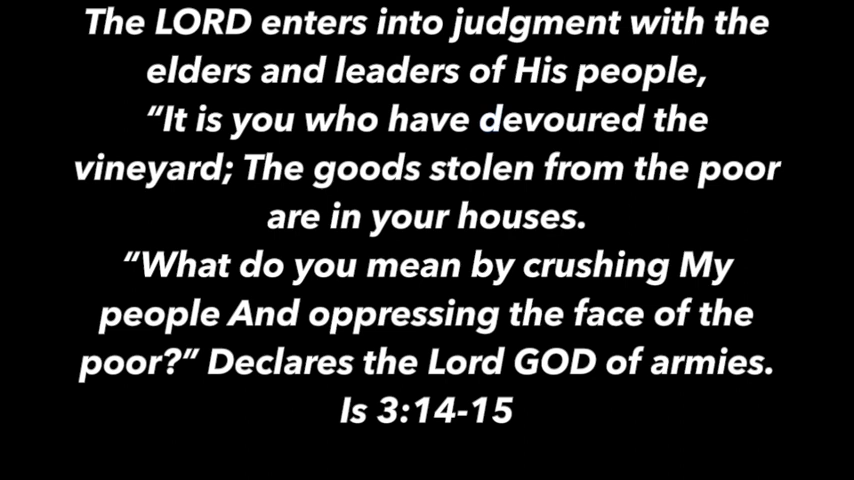 The LORD enters into judgment with the
elders and leaders of His people,
“It is you who have devoured the
vineyard; The goods stolen from the poor
are in your houses.
“What do you mean by crushing My
people And oppressing the face of the
poor?” Declares the Lord GOD of armies.
Is 3:14-15